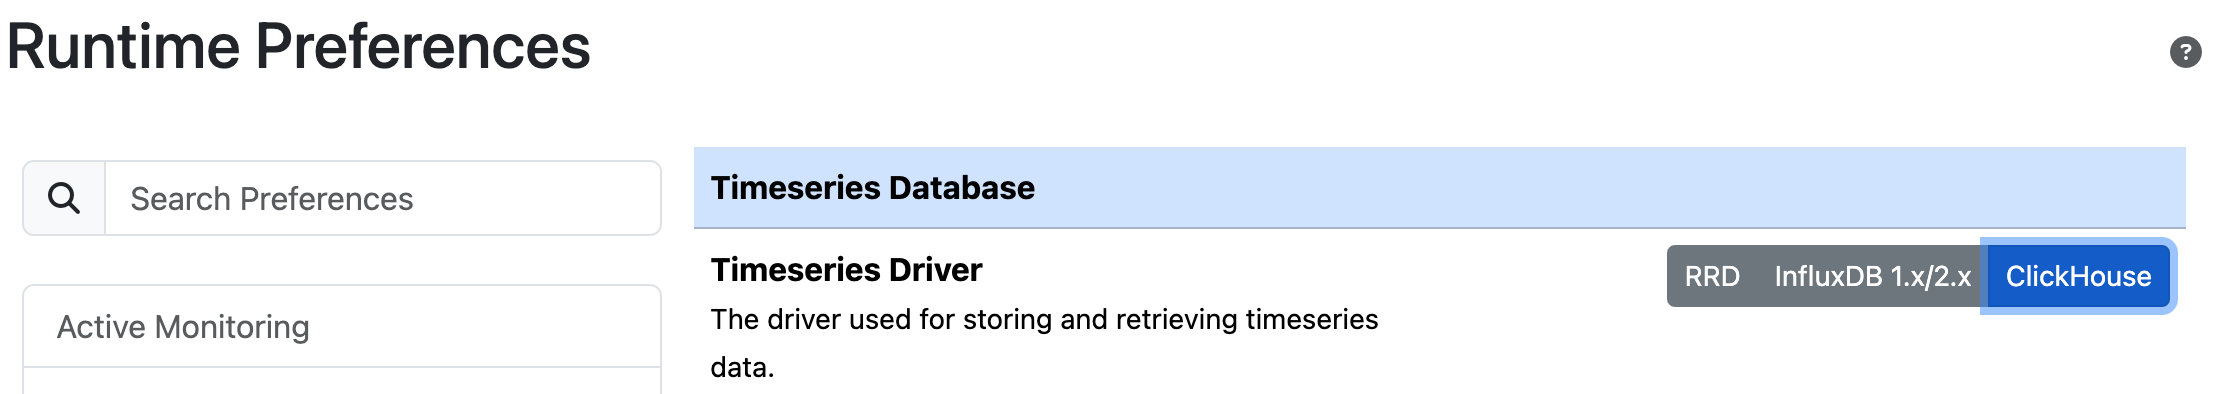 Runtime Preferences
?
Search Preferences
Active Monitoring
Timeseries Database
Timeseries Driver
The driver used for storing and retrieving timeseries
data.
RRD InfluxDB 1.x/2.x ClickHouse